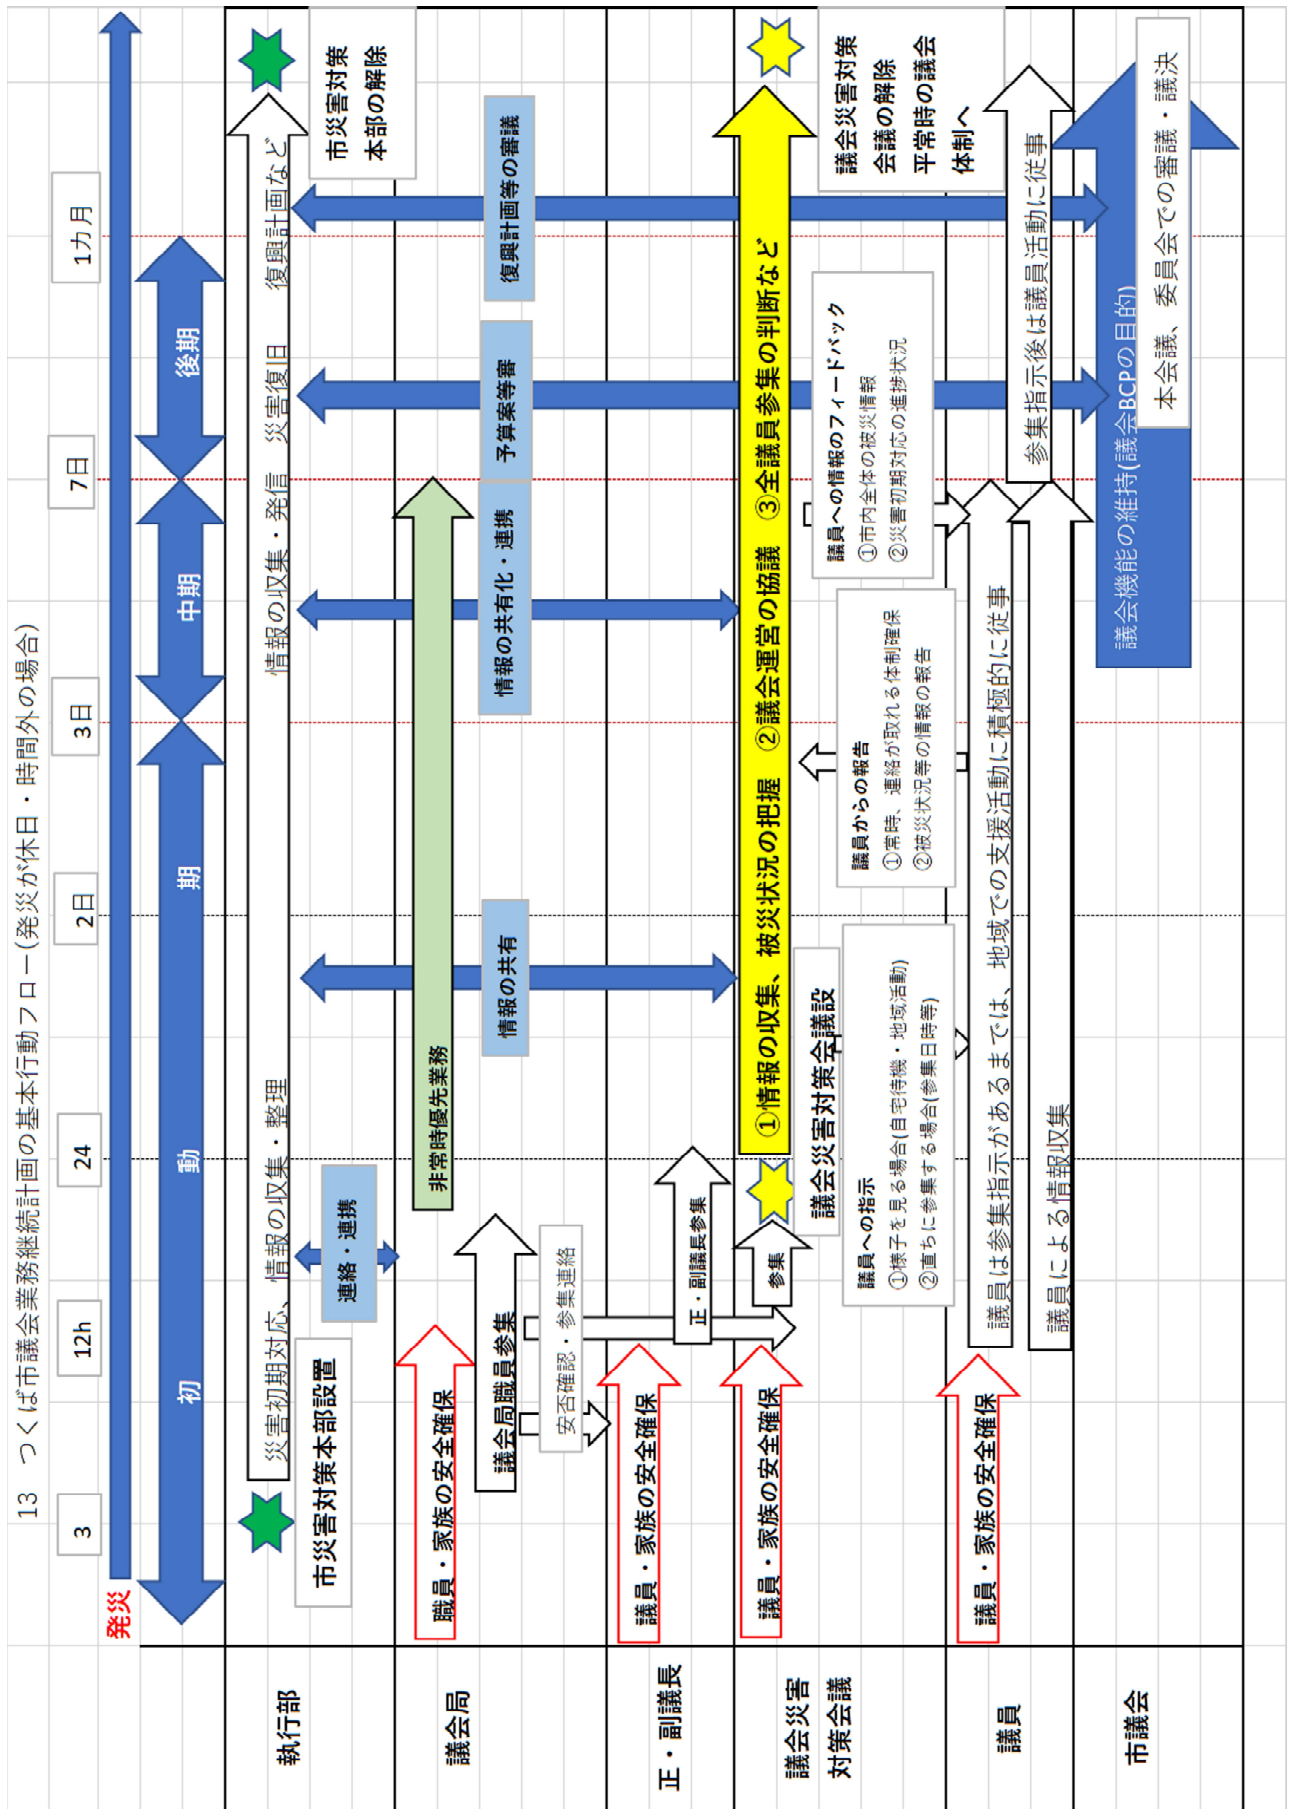 13　つくば市議会業務継続計画の基本行動フロー(発災が休日・時間外の場合)
3
12h
24
2日
3日
7日
1カ月
発災
初
動
期
中期
後期
執行部
災害初期対応、情報の収集・整理
情報の収集・発信
災害復旧
復興計画など
市災害対策本部設置
連絡・連携
市災害対策
本部の解除
議会局
職員・家族の安全確保
非常時優先業務
議会局職員参集
情報の共有
情報の共有化・連携
予算案等審
復興計画等の審議
安否確認・参集連絡
正・副議長
議員・家族の安全確保
正・副議長参集
議会災害
対策会議
議員・家族の安全確保
参集
①情報の収集、被災状況の把握　②議会運営の協議　③全議員参集の判断など
議会災害対策会議設
議会災害対策
会議の解除
平常時の議会
体制へ
議員への指示
①様子を見る場合(自宅待機・地域活動)
②直ちに参集する場合(参集日時等)
議員からの報告
①常時、連絡が取れる体制確保
②被災状況等の情報の報告
議員への情報のフィードバック
①市内全体の被災情報
②災害初期対応の進捗状況
議員
議員・家族の安全確保
議員は参集指示があるまでは、地域での支援活動に積極的に従事
参集指示後は議員活動に従事
議員による情報収集
市議会
議会機能の維持(議会BCPの目的)
本会議、委員会での審議・議決